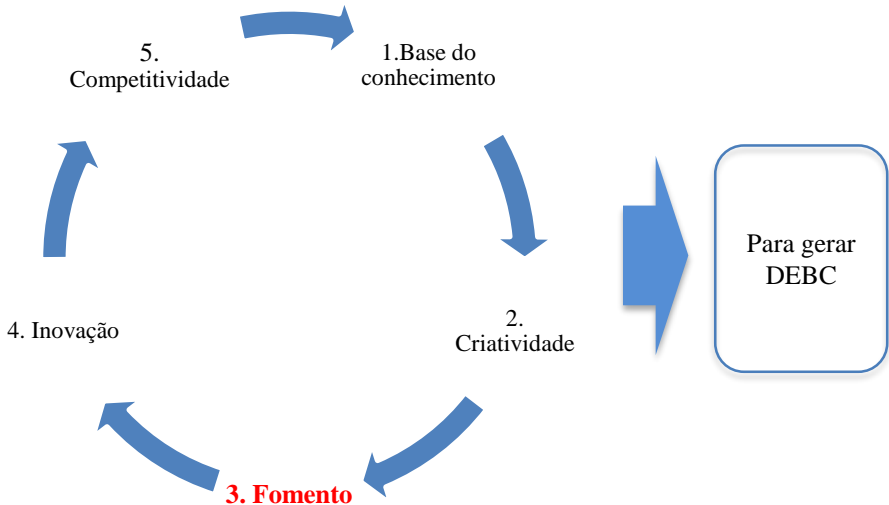 1.Base do
conhecimento
2.
Criatividade
3. Fomento
4. Inovação
5.
Competitividade
Para gerar
DEBC